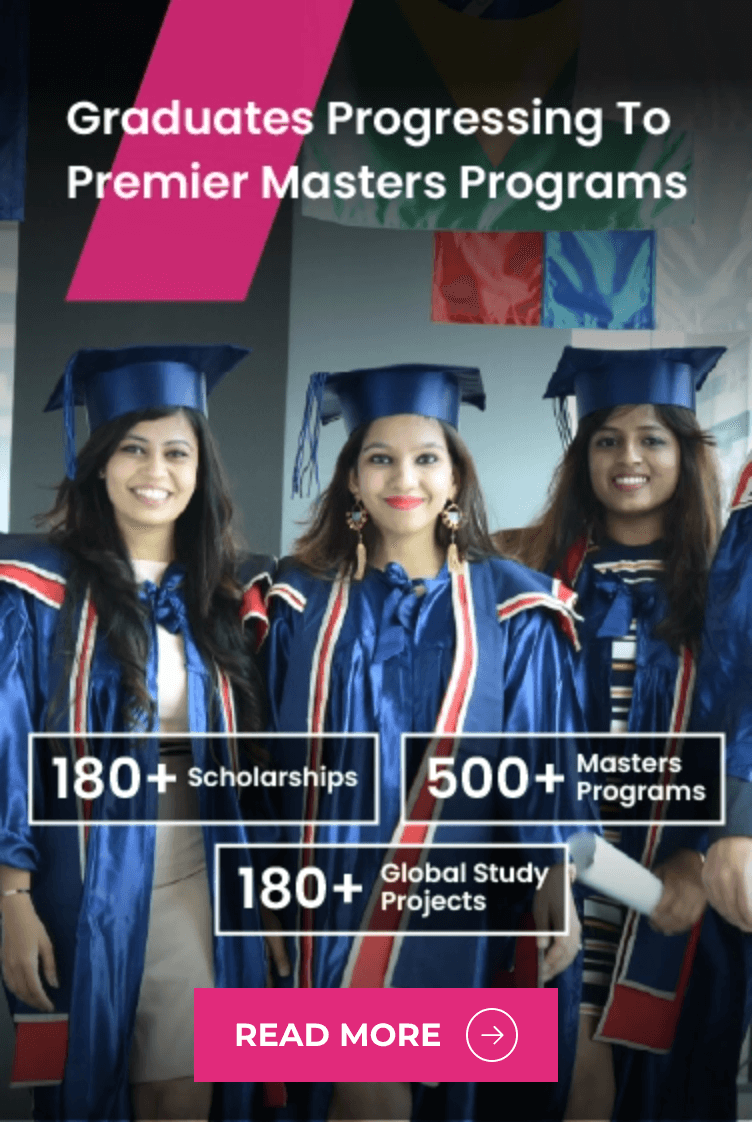 Graduates Progressing To
Premier Masters Programs
180+ Scholarships
500+ Masters
Programs
180+ Global Study
Projects
READ MORE